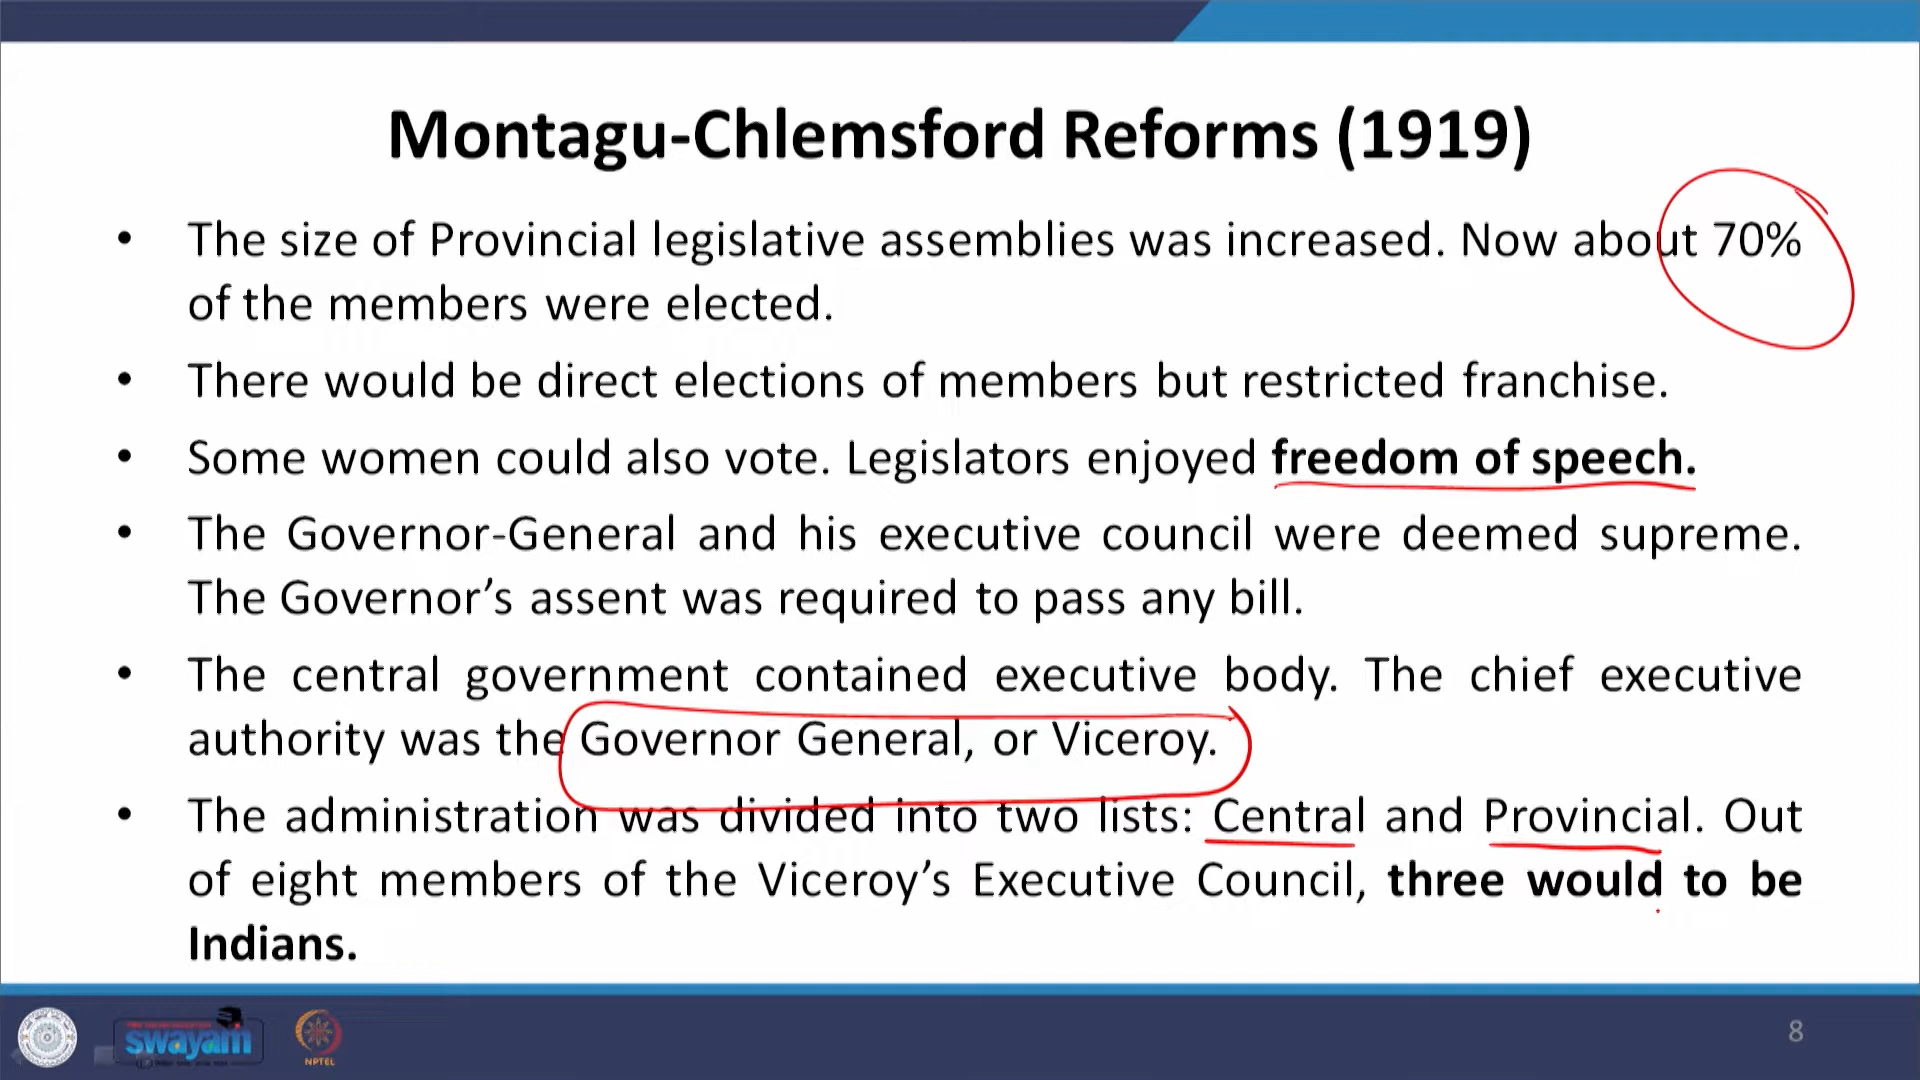 Montagu-Chlemsford Reforms (1919)
• The size of Provincial legislative assemblies was increased. Now about 70%
of the members were elected.
• There would be direct elections of members but restricted franchise.
• Some women could also vote. Legislators enjoyed freedom of speech.
• The Governor-General and his executive council were deemed supreme.
The Governor’s assent was required to pass any bill.
• The central government contained executive body. The chief executive
authority was the Governor General, or Viceroy.
• The administration was divided into two lists: Central and Provincial. Out
of eight members of the Viceroy’s Executive Council, three would to be
Indians.
swayam
NPTEL
8